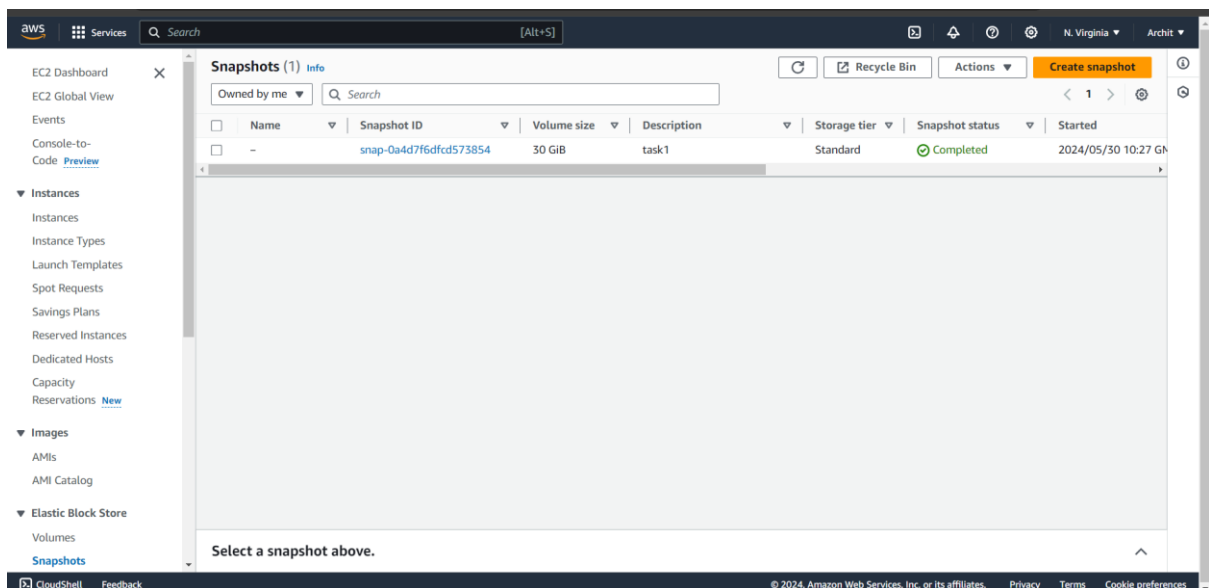 aws Services Search [Alt+S] N. Virginia Archit
EC2 Dashboard
EC2 Global View
Events
Console-to-
Code Preview
Instances
Instances
Instance Types
Launch Templates
Spot Requests
Savings Plans
Reserved Instances
Dedicated Hosts
Capacity
Reservations New
Images
AMIs
AMI Catalog
Elastic Block Store
Volumes
Snapshots
Snapshots (1) Info Recycle Bin Actions Create snapshot
Owned by me Search 1
Name Snapshot ID Volume size Description Storage tier Snapshot status Started
– snap-0a4d7f6dfcd573854 30 GiB task1 Standard Completed 2024/05/30 10:27 GM
Select a snapshot above.
CloudShell Feedback © 2024, Amazon Web Services, Inc. or its affiliates. Privacy Terms Cookie preferences